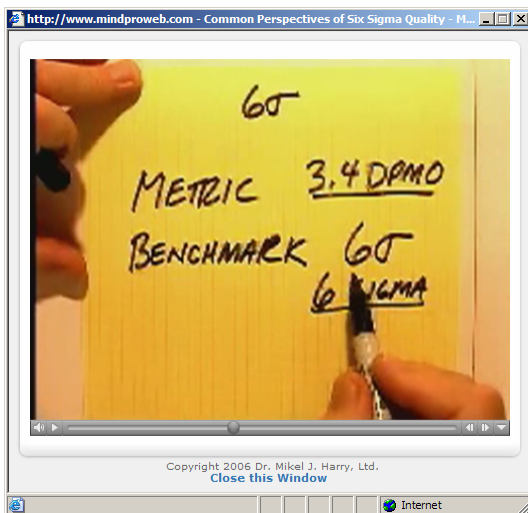 http://www.mindproweb.com - Common Perspectives of Six Sigma Quality - M...
6σ
METRIC 3.4 DPMO
BENCHMARK 6σ
6 SIGMA
Copyright 2006 Dr. Mikel J. Harry, Ltd.
Close this Window
Internet